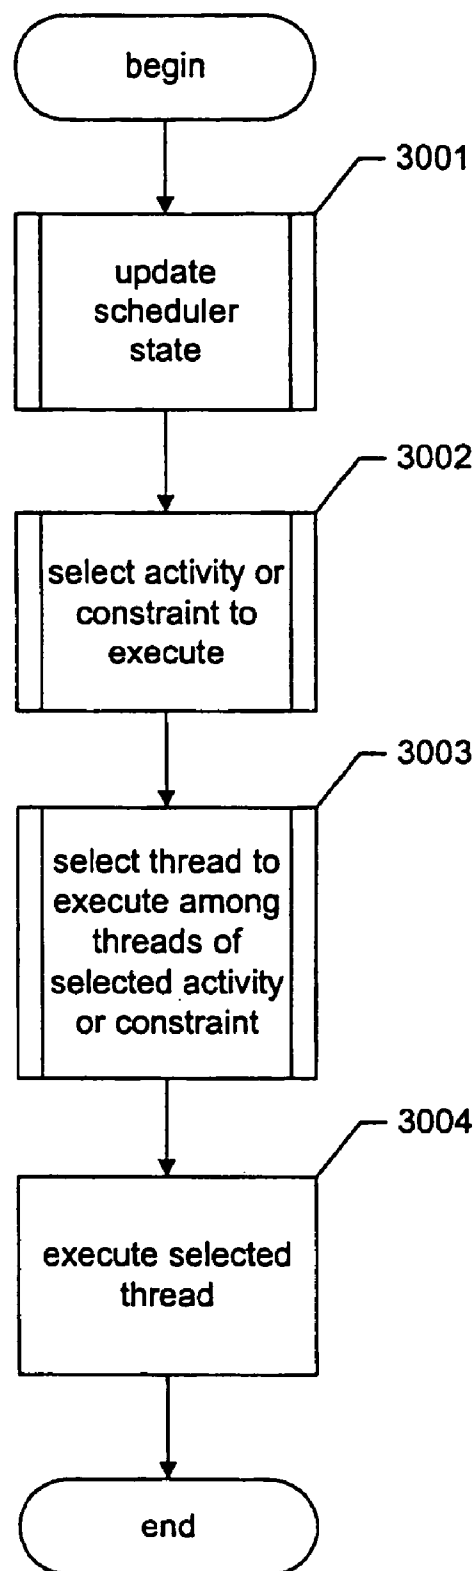 begin
3001
update
scheduler
state
3002
select activity or
constraint to
execute
3003
select thread to
execute among
threads of
selected activity
or constraint
3004
execute selected
thread
end